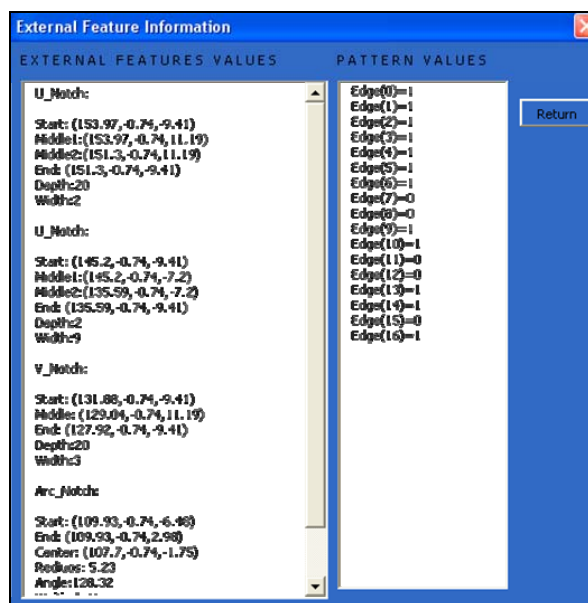 External Feature Information
EXTERNAL FEATURES VALUES
U_Notch:
Start: (153.97,-0.74,-9.41)
Middle1:(153.97,-0.74,11.19)
Middle2:(151.3,-0.74,11.19)
End: (151.3,-0.74,-9.41)
Depth:20
Width:2
U_Notch:
Start: (145.2,-0.74,-9.41)
Middle1:(145.2,-0.74,-7.2)
Middle2:(135.59,-0.74,-7.2)
End: (135.59,-0.74,-9.41)
Depth:2
Width:9
V_Notch:
Start: (131.88,-0.74,-9.41)
Middle: (129.04,-0.74,11.19)
End: (127.92,-0.74,-9.41)
Depth:20
Width:3
Arc_Notch:
Start: (109.93,-0.74,-6.48)
End: (109.93,-0.74,2.98)
Center: (107.7,-0.74,-1.75)
Rediuos: 5.23
Angle:128.32
PATTERN VALUES
Edge(0)=1
Edge(1)=1
Edge(2)=1
Edge(3)=1
Edge(4)=1
Edge(5)=1
Edge(6)=1
Edge(7)=0
Edge(8)=0
Edge(9)=1
Edge(10)=1
Edge(11)=0
Edge(12)=0
Edge(13)=1
Edge(14)=1
Edge(15)=0
Edge(16)=1
Return